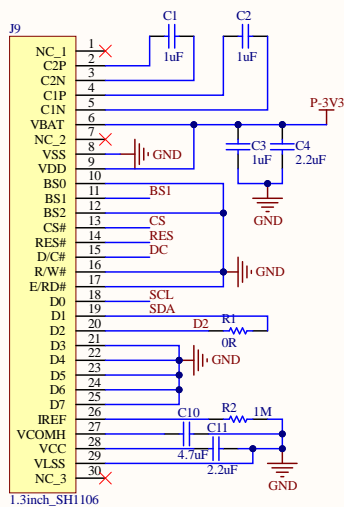 J9
C1
C2
1uF
1uF
P-3V3
NC_1 1
C2P 2
C2N 3
C1P 4
C1N 5
VBAT 6
NC_2 7
VSS 8
VDD 9
BS0 10
BS1 11
BS2 12
CS# 13
RES# 14
D/C# 15
R/W# 16
E/RD# 17
D0 18
D1 19
D2 20
D3 21
D4 22
D5 23
D6 24
D7 25
IREF 26
VCOMH 27
VCC 28
VLSS 29
NC_3 30
C3
1uF
C4
2.2uF
GND
GND
BS1
CS
RES
DC
GND
SCL
SDA
D2
R1
0R
GND
R2
1M
C10
4.7uF
C11
2.2uF
GND
1.3inch_SH1106